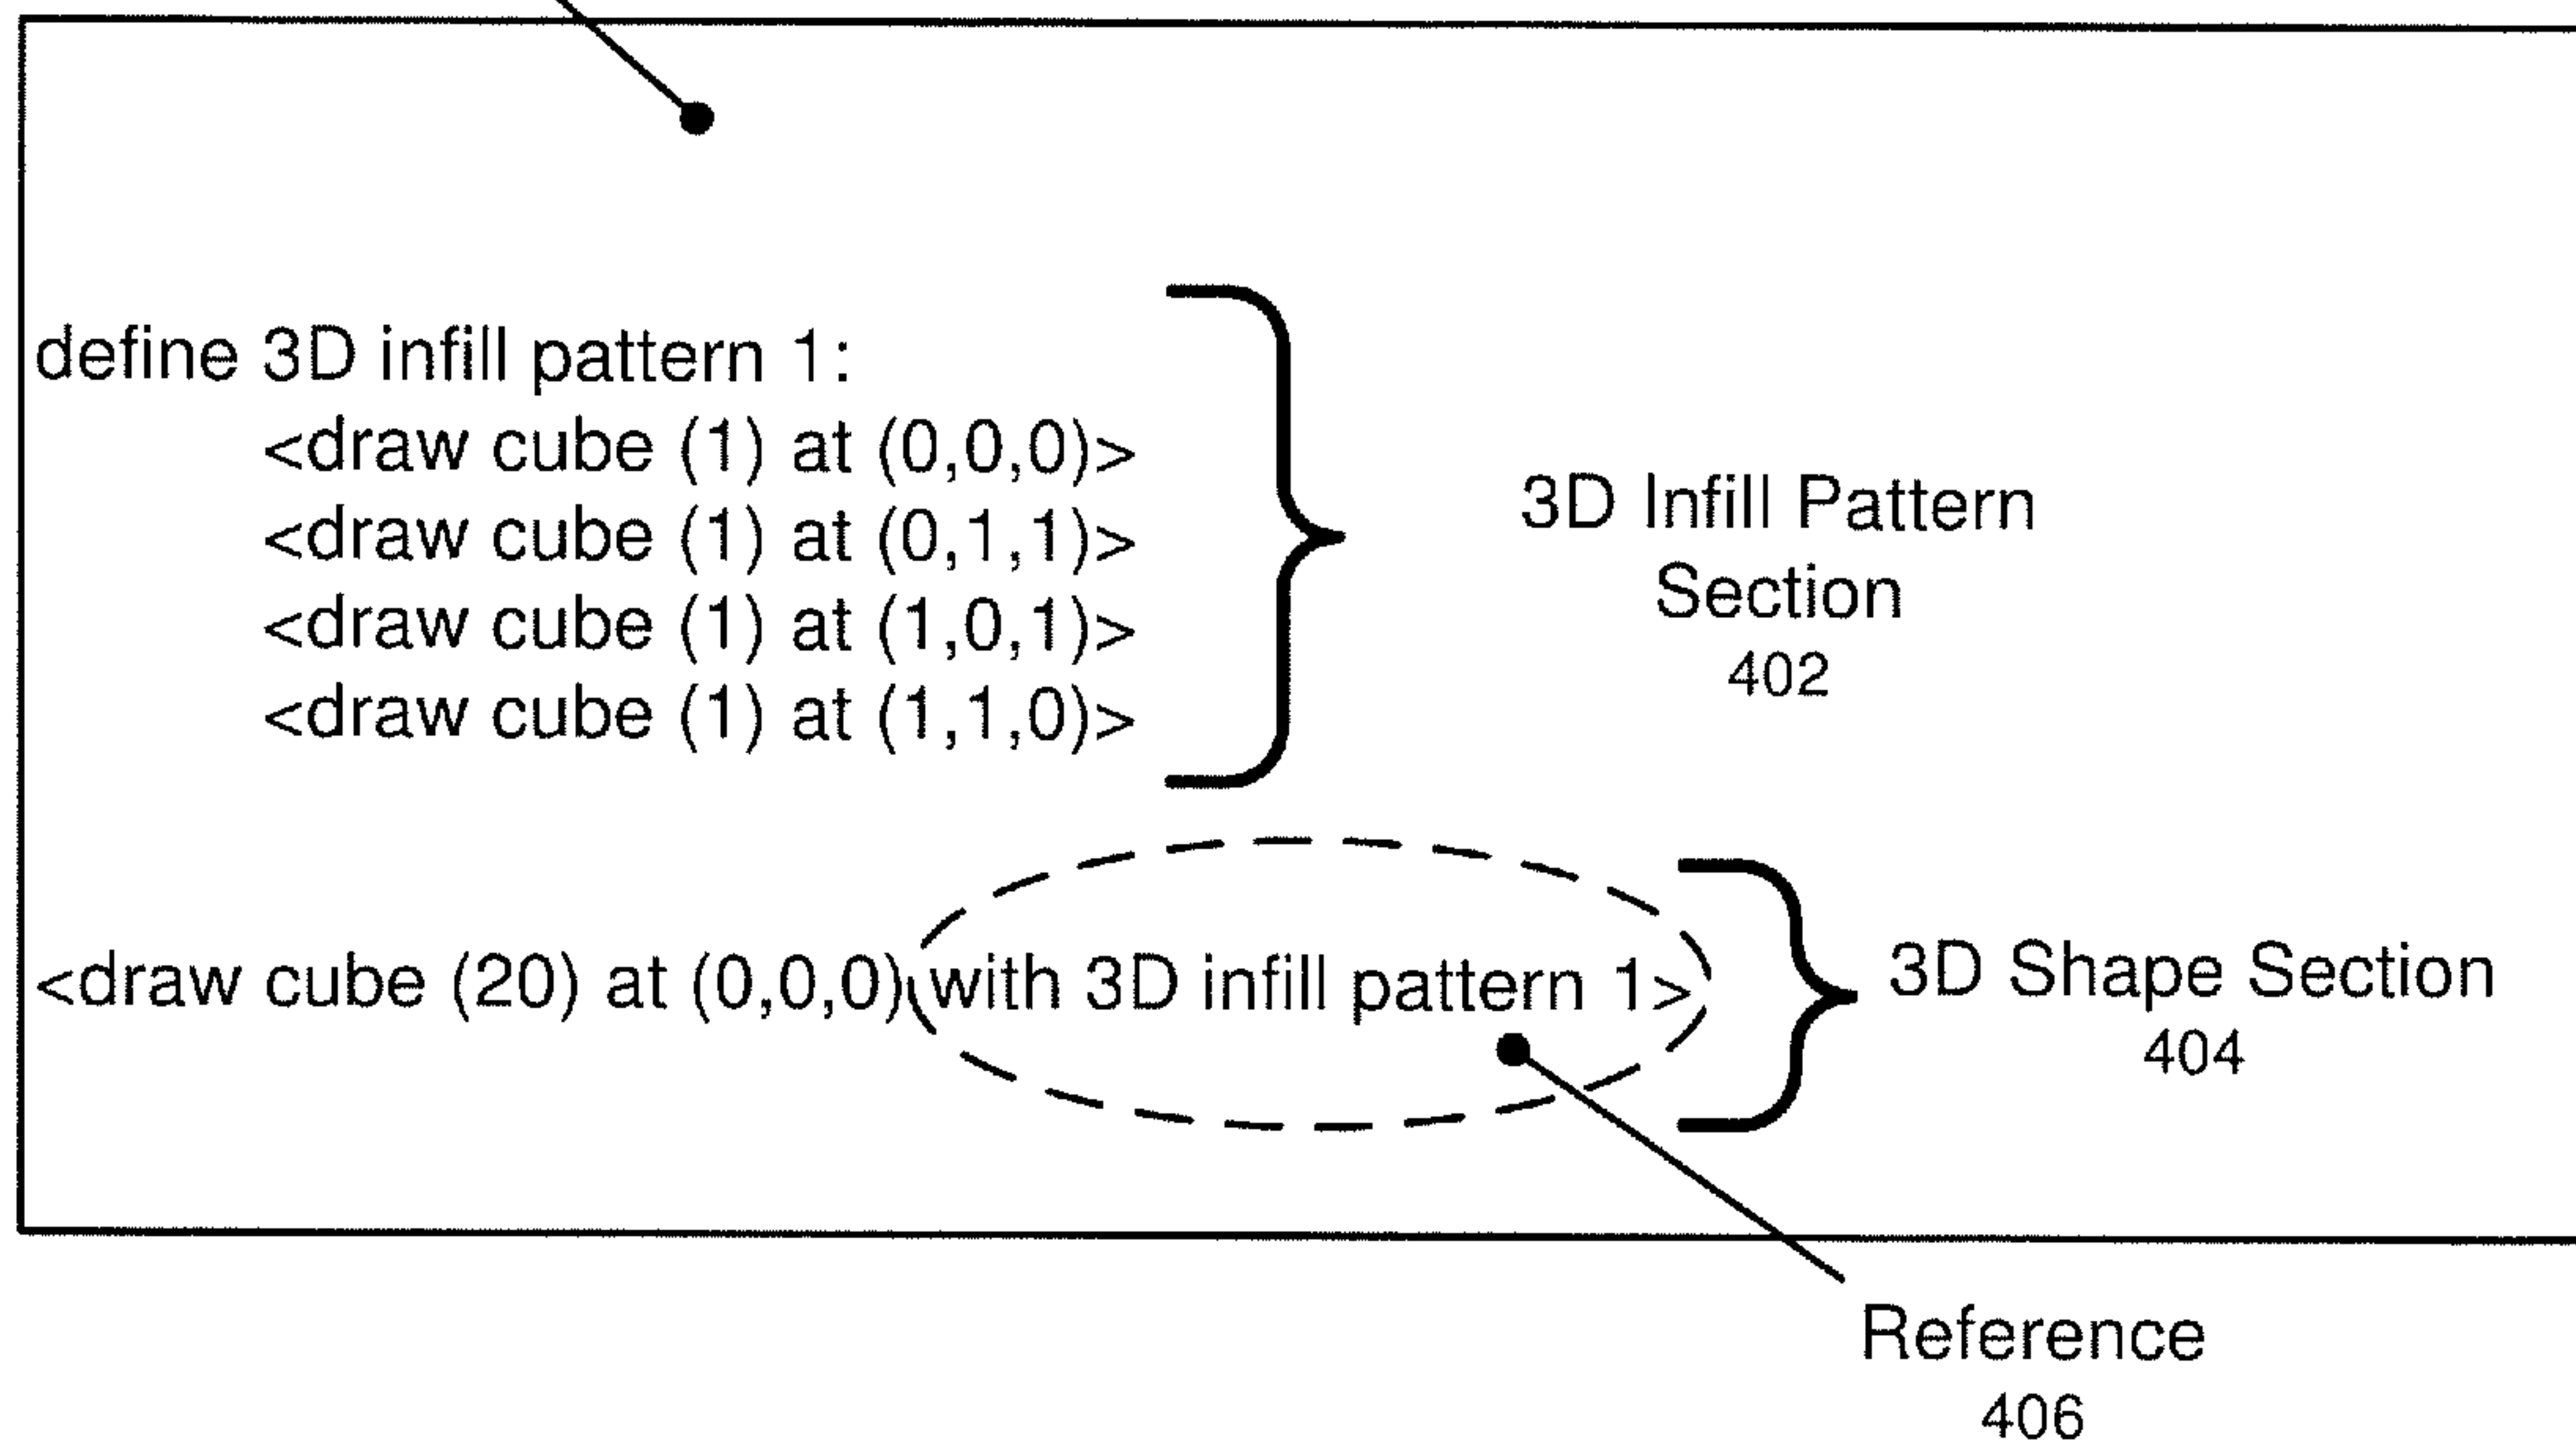 define 3D infill pattern 1:
<draw cube (1) at (0,0,0)>
<draw cube (1) at (0,1,1)>
<draw cube (1) at (1,0,1)>
<draw cube (1) at (1,1,0)>
3D Infill Pattern
Section
402
<draw cube (20) at (0,0,0) with 3D infill pattern 1>
3D Shape Section
404
Reference
406